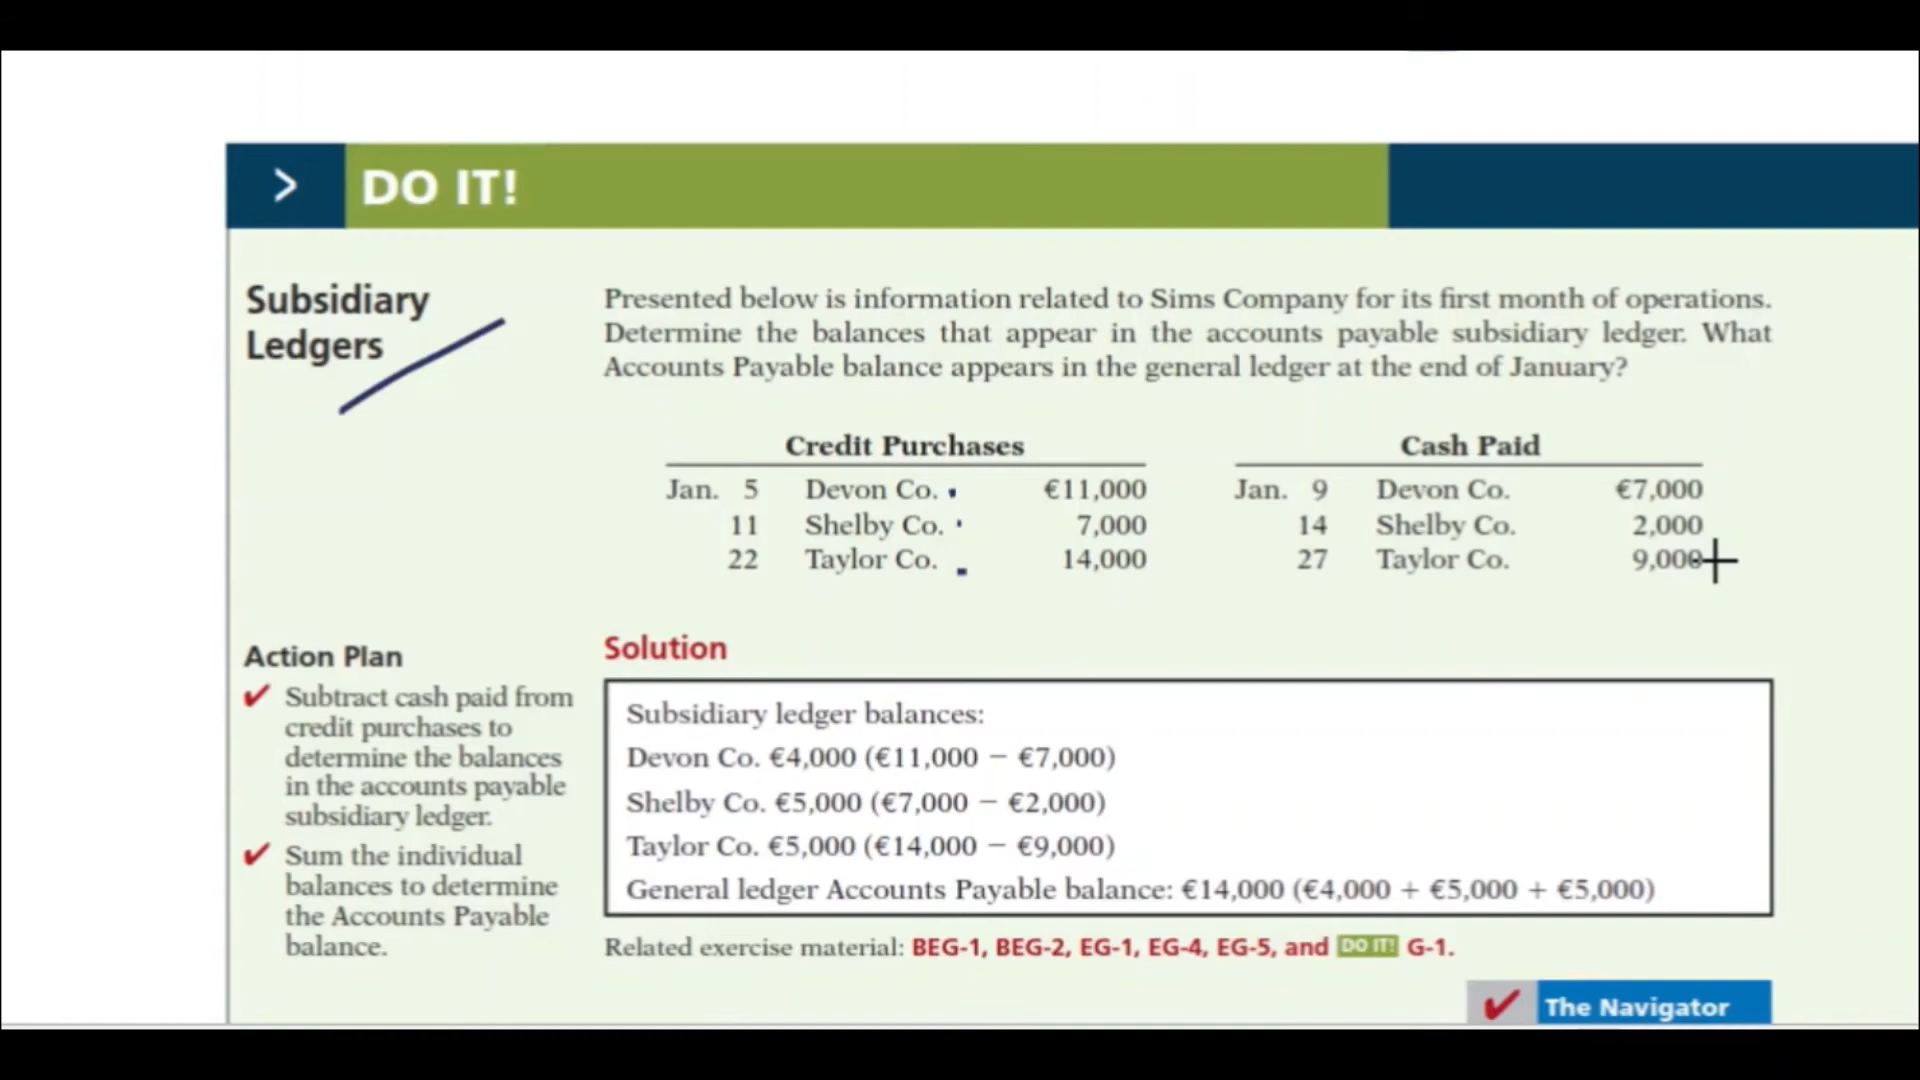 > DO IT!
Subsidiary
Ledgers
Presented below is information related to Sims Company for its first month of operations.
Determine the balances that appear in the accounts payable subsidiary ledger. What
Accounts Payable balance appears in the general ledger at the end of January?
Credit Purchases
Jan. 5 Devon Co. €11,000
11 Shelby Co. 7,000
22 Taylor Co. 14,000
Cash Paid
Jan. 9 Devon Co. €7,000
14 Shelby Co. 2,000
27 Taylor Co. 9,000
Action Plan
✔ Subtract cash paid from
credit purchases to
determine the balances
in the accounts payable
subsidiary ledger.
✔ Sum the individual
balances to determine
the Accounts Payable
balance.
Solution
Subsidiary ledger balances:
Devon Co. €4,000 (€11,000 − €7,000)
Shelby Co. €5,000 (€7,000 − €2,000)
Taylor Co. €5,000 (€14,000 − €9,000)
General ledger Accounts Payable balance: €14,000 (€4,000 + €5,000 + €5,000)
Related exercise material: BEG-1, BEG-2, EG-1, EG-4, EG-5, and DO IT! G-1.
✔ The Navigator